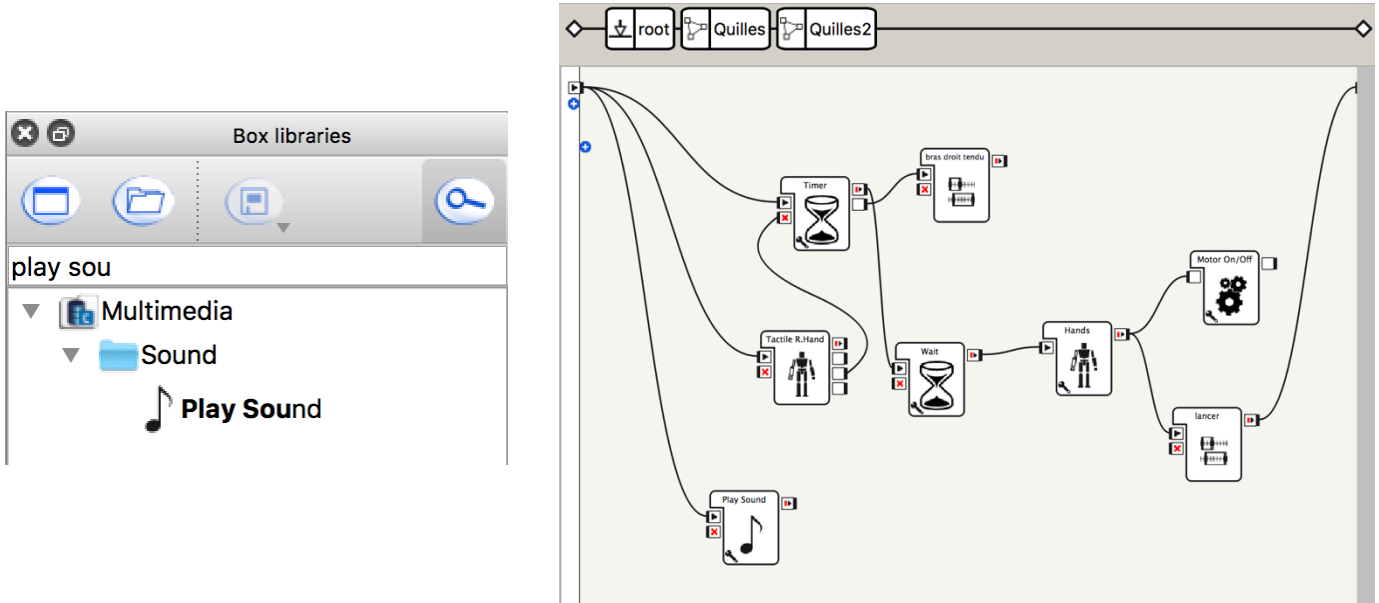 Box libraries
play sou
Multimedia
Sound
Play Sound
root
Quilles
Quilles2
bras droit tendu
Timer
Motor On/Off
Hands
Tactile R.Hand
Wait
lancer
Play Sound